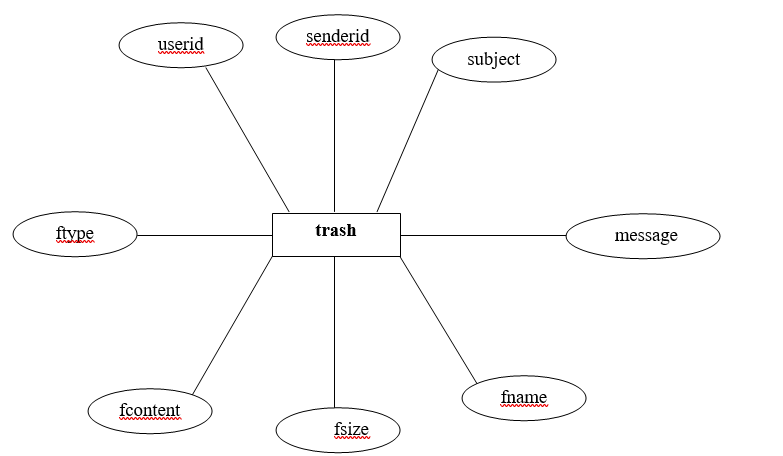 userid
senderid
subject
ftype
trash
message
fcontent
fsize
fname